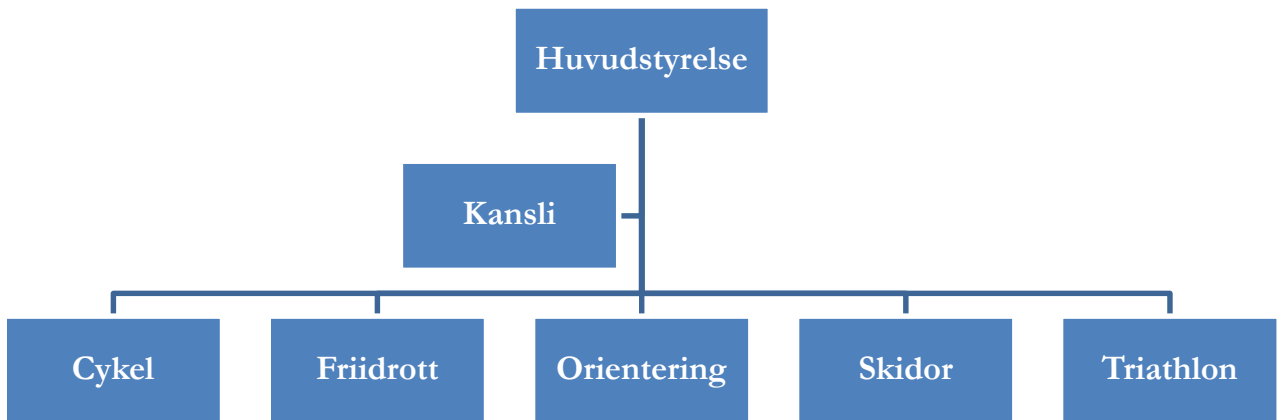 Huvudstyrelse
Kansli
Cykel
Friidrott
Orientering
Skidor
Triathlon